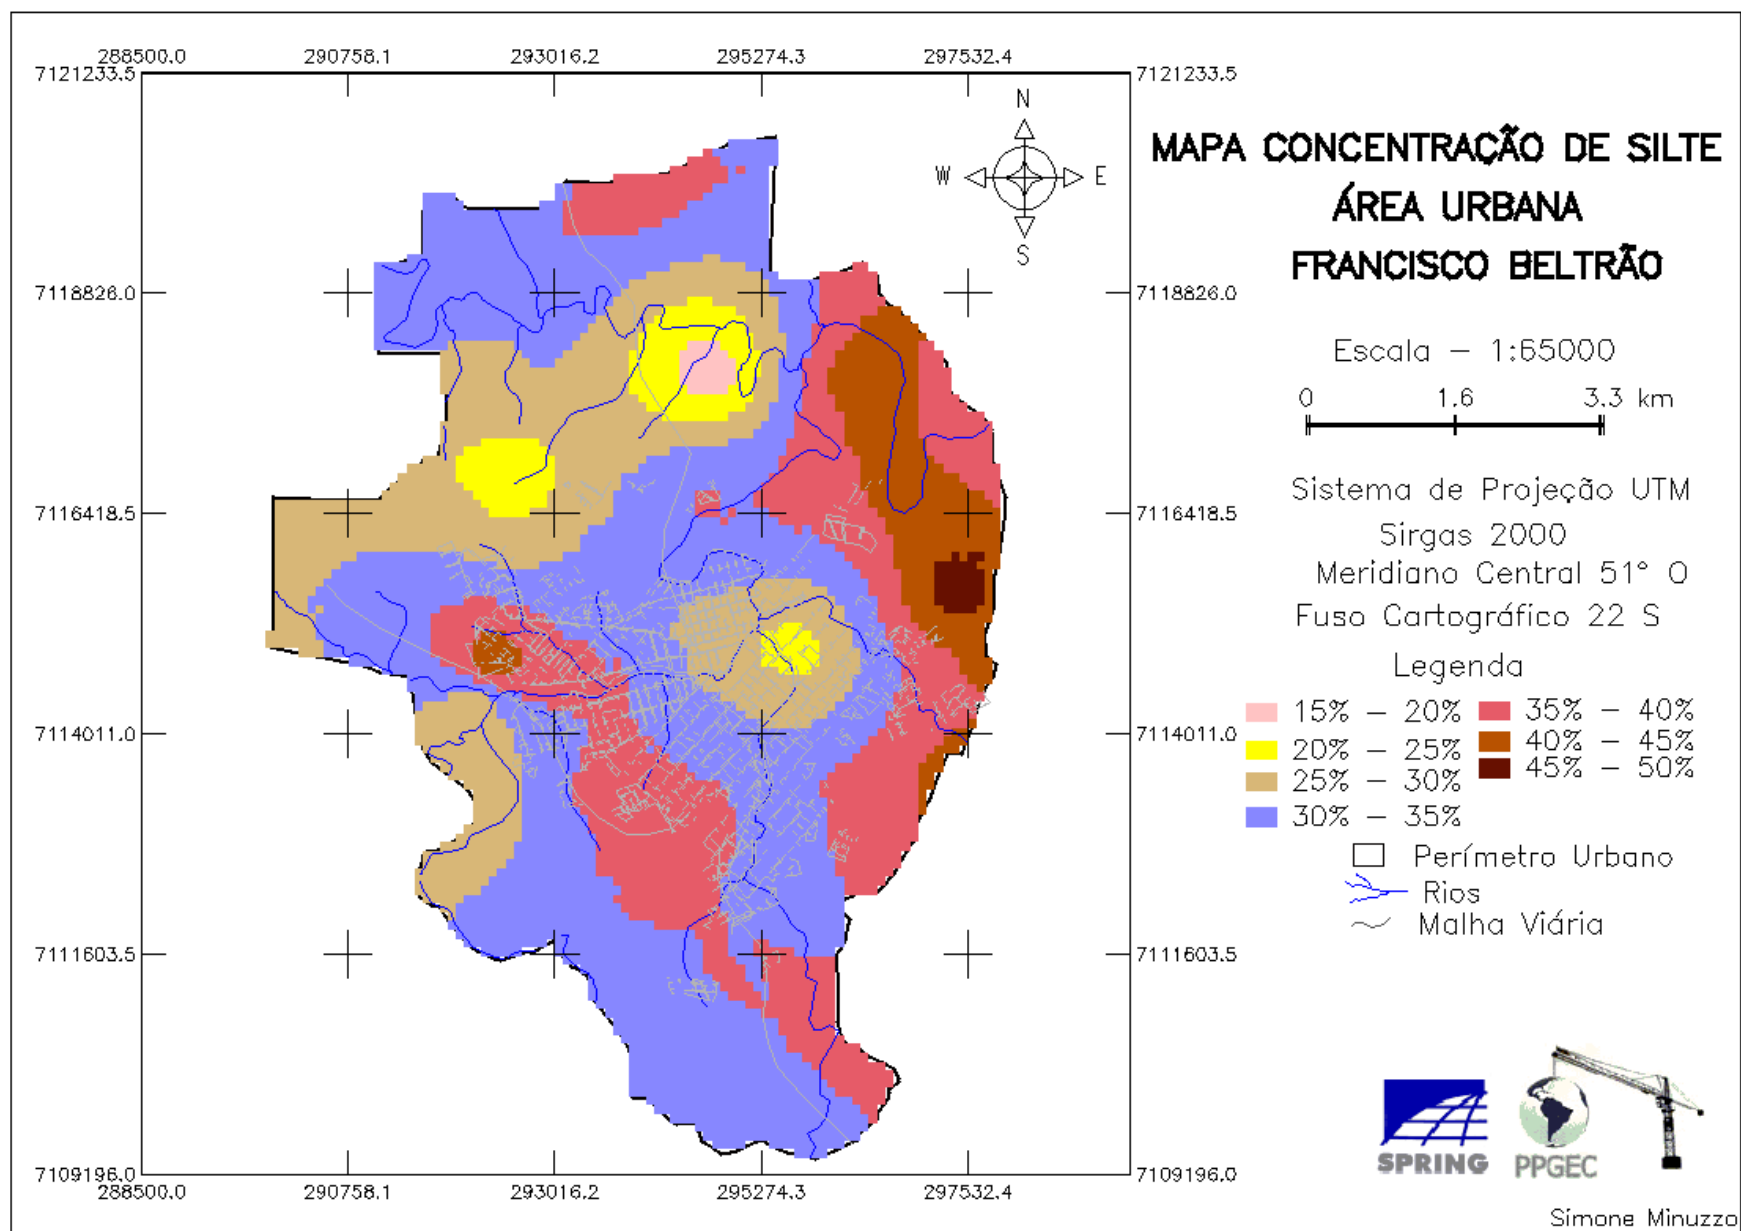 288500.0 290758.1 293016.2 295274.3 297532.4
7121233.5 7121233.5
N
W E
S
MAPA CONCENTRAÇÃO DE SILTE
ÁREA URBANA
FRANCISCO BELTRÃO
7118826.0 7118826.0
Escala – 1:65000
0 1.6 3.3 km
Sistema de Projeção UTM
7116418.5 7116418.5
Sirgas 2000
Meridiano Central 51° O
Fuso Cartográfico 22 S
Legenda
15% – 20% 35% – 40%
20% – 25% 40% – 45%
25% – 30% 45% – 50%
30% – 35%
7114011.0 7114011.0
Perímetro Urbano
Rios
Malha Viária
7111603.5 7111603.5
SPRING PPGEC
7109196.0 7109196.0
288500.0 290758.1 293016.2 295274.3 297532.4
Simone Minuzzo